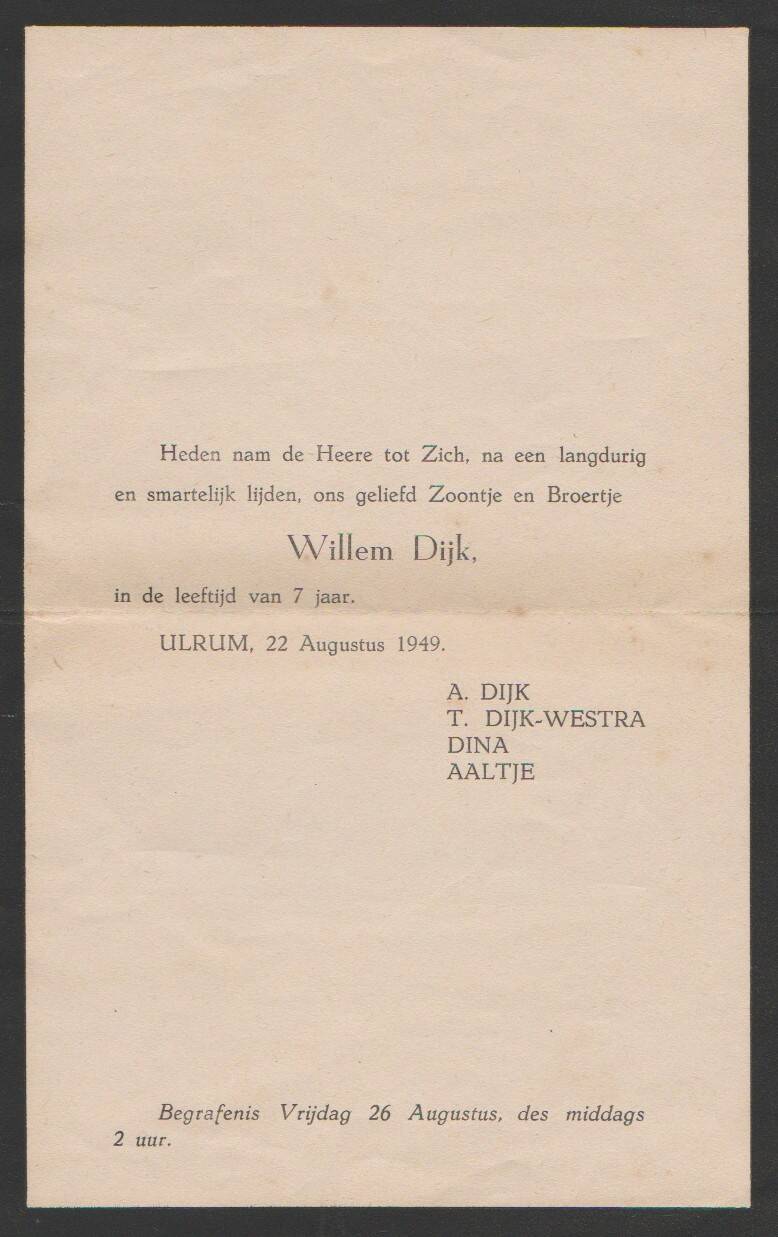 Heden nam de Heere tot Zich, na een langdurig
en smartelijk lijden, ons geliefd Zoontje en Broertje
Willem Dijk,
in de leeftijd van 7 jaar.
ULRUM, 22 Augustus 1949.
A. DIJK
T. DIJK-WESTRA
DINA
AALTJE
Begrafenis Vrijdag 26 Augustus, des middags
2 uur.